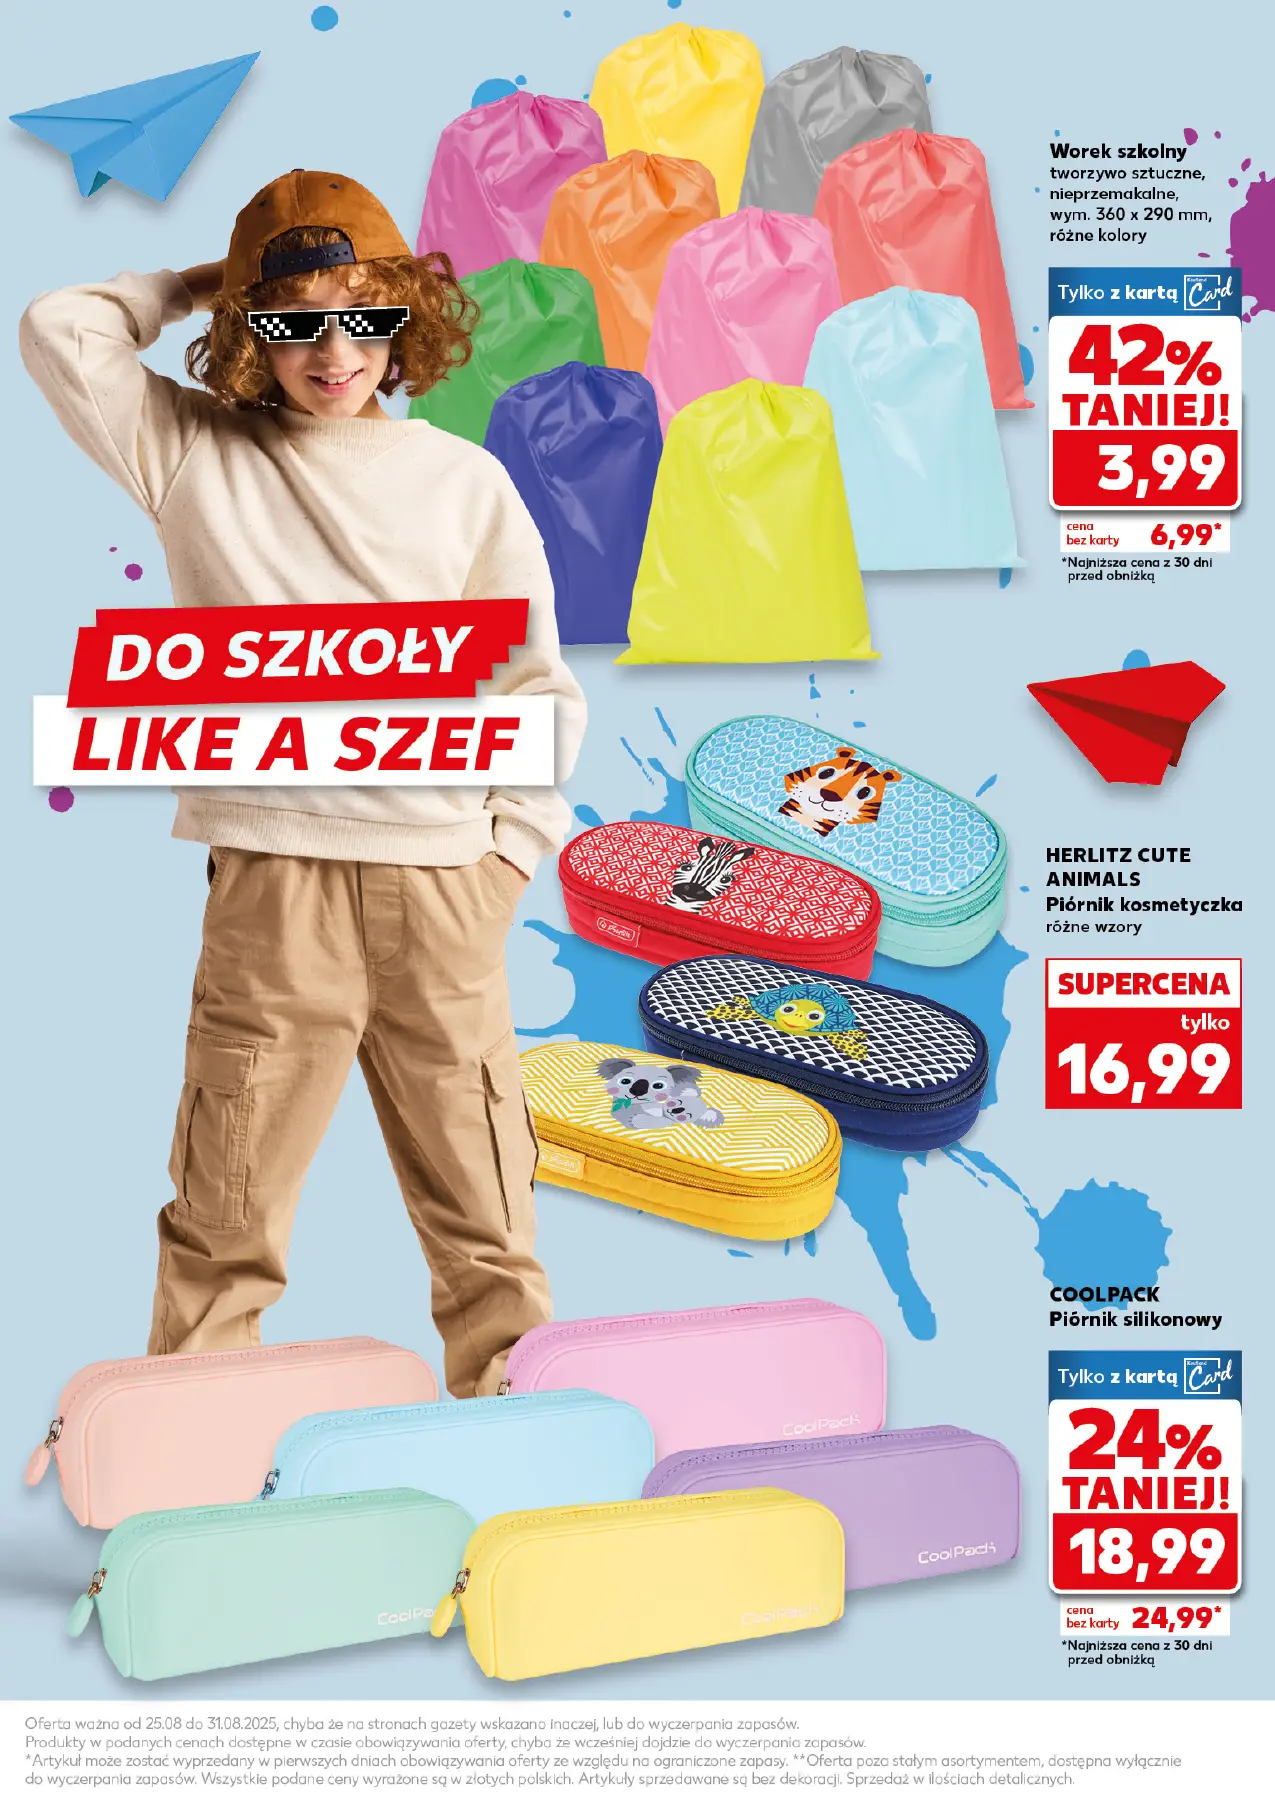 Worek szkolny
tworzywo sztuczne,
nieprzemakalne,
wym. 360 x 290 mm,
różne kolory
Tylko z kartą Kaufland Card
42%
TANIEJ!
3,99
cena
bez karty 6,99*
*Najniższa cena z 30 dni
przed obniżką
DO SZKOŁY
LIKE A SZEF
HERLITZ CUTE
ANIMALS
Piórnik kosmetyczka
różne wzory
SUPERCENA
tylko
16,99
herlitz
COOLPACK
Piórnik silikonowy
Tylko z kartą Kaufland Card
24%
TANIEJ!
18,99
cena
bez karty 24,99*
*Najniższa cena z 30 dni
przed obniżką
CoolPack
CoolPack
CoolPa
CoolPack
Oferta ważna od 25.08 do 31.08.2025, chyba że na stronach gazety wskazano inaczej, lub do wyczerpania zapasów.
Produkty w podanych cenach dostępne w czasie obowiązywania oferty, chyba że wcześniej dojdzie do wyczerpania zapasów.
*Artykuł może zostać wyprzedany w pierwszych dniach obowiązywania oferty ze względu na ograniczone zapasy. **Oferta poza stałym asortymentem, dostępna wyłącznie
do wyczerpania zapasów. Wszystkie podane ceny wyrażone są w złotych polskich. Artykuły sprzedawane są bez dekoracji. Sprzedaż w ilościach detalicznych.